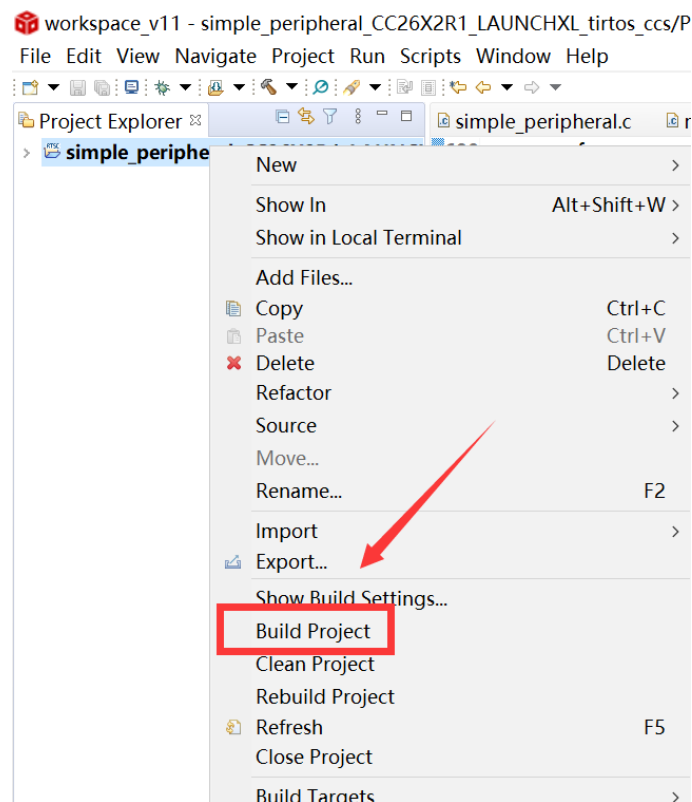 workspace_v11 - simple_peripheral_CC26X2R1_LAUNCHXL_tirtos_ccs/P
File Edit View Navigate Project Run Scripts Window Help
Project Explorer
simple_peripheral.c
simple_periphe
New
Show In Alt+Shift+W
Show in Local Terminal
Add Files...
Copy Ctrl+C
Paste Ctrl+V
Delete Delete
Refactor
Source
Move...
Rename... F2
Import
Export...
Show Build Settings...
Build Project
Clean Project
Rebuild Project
Refresh F5
Close Project
Build Targets